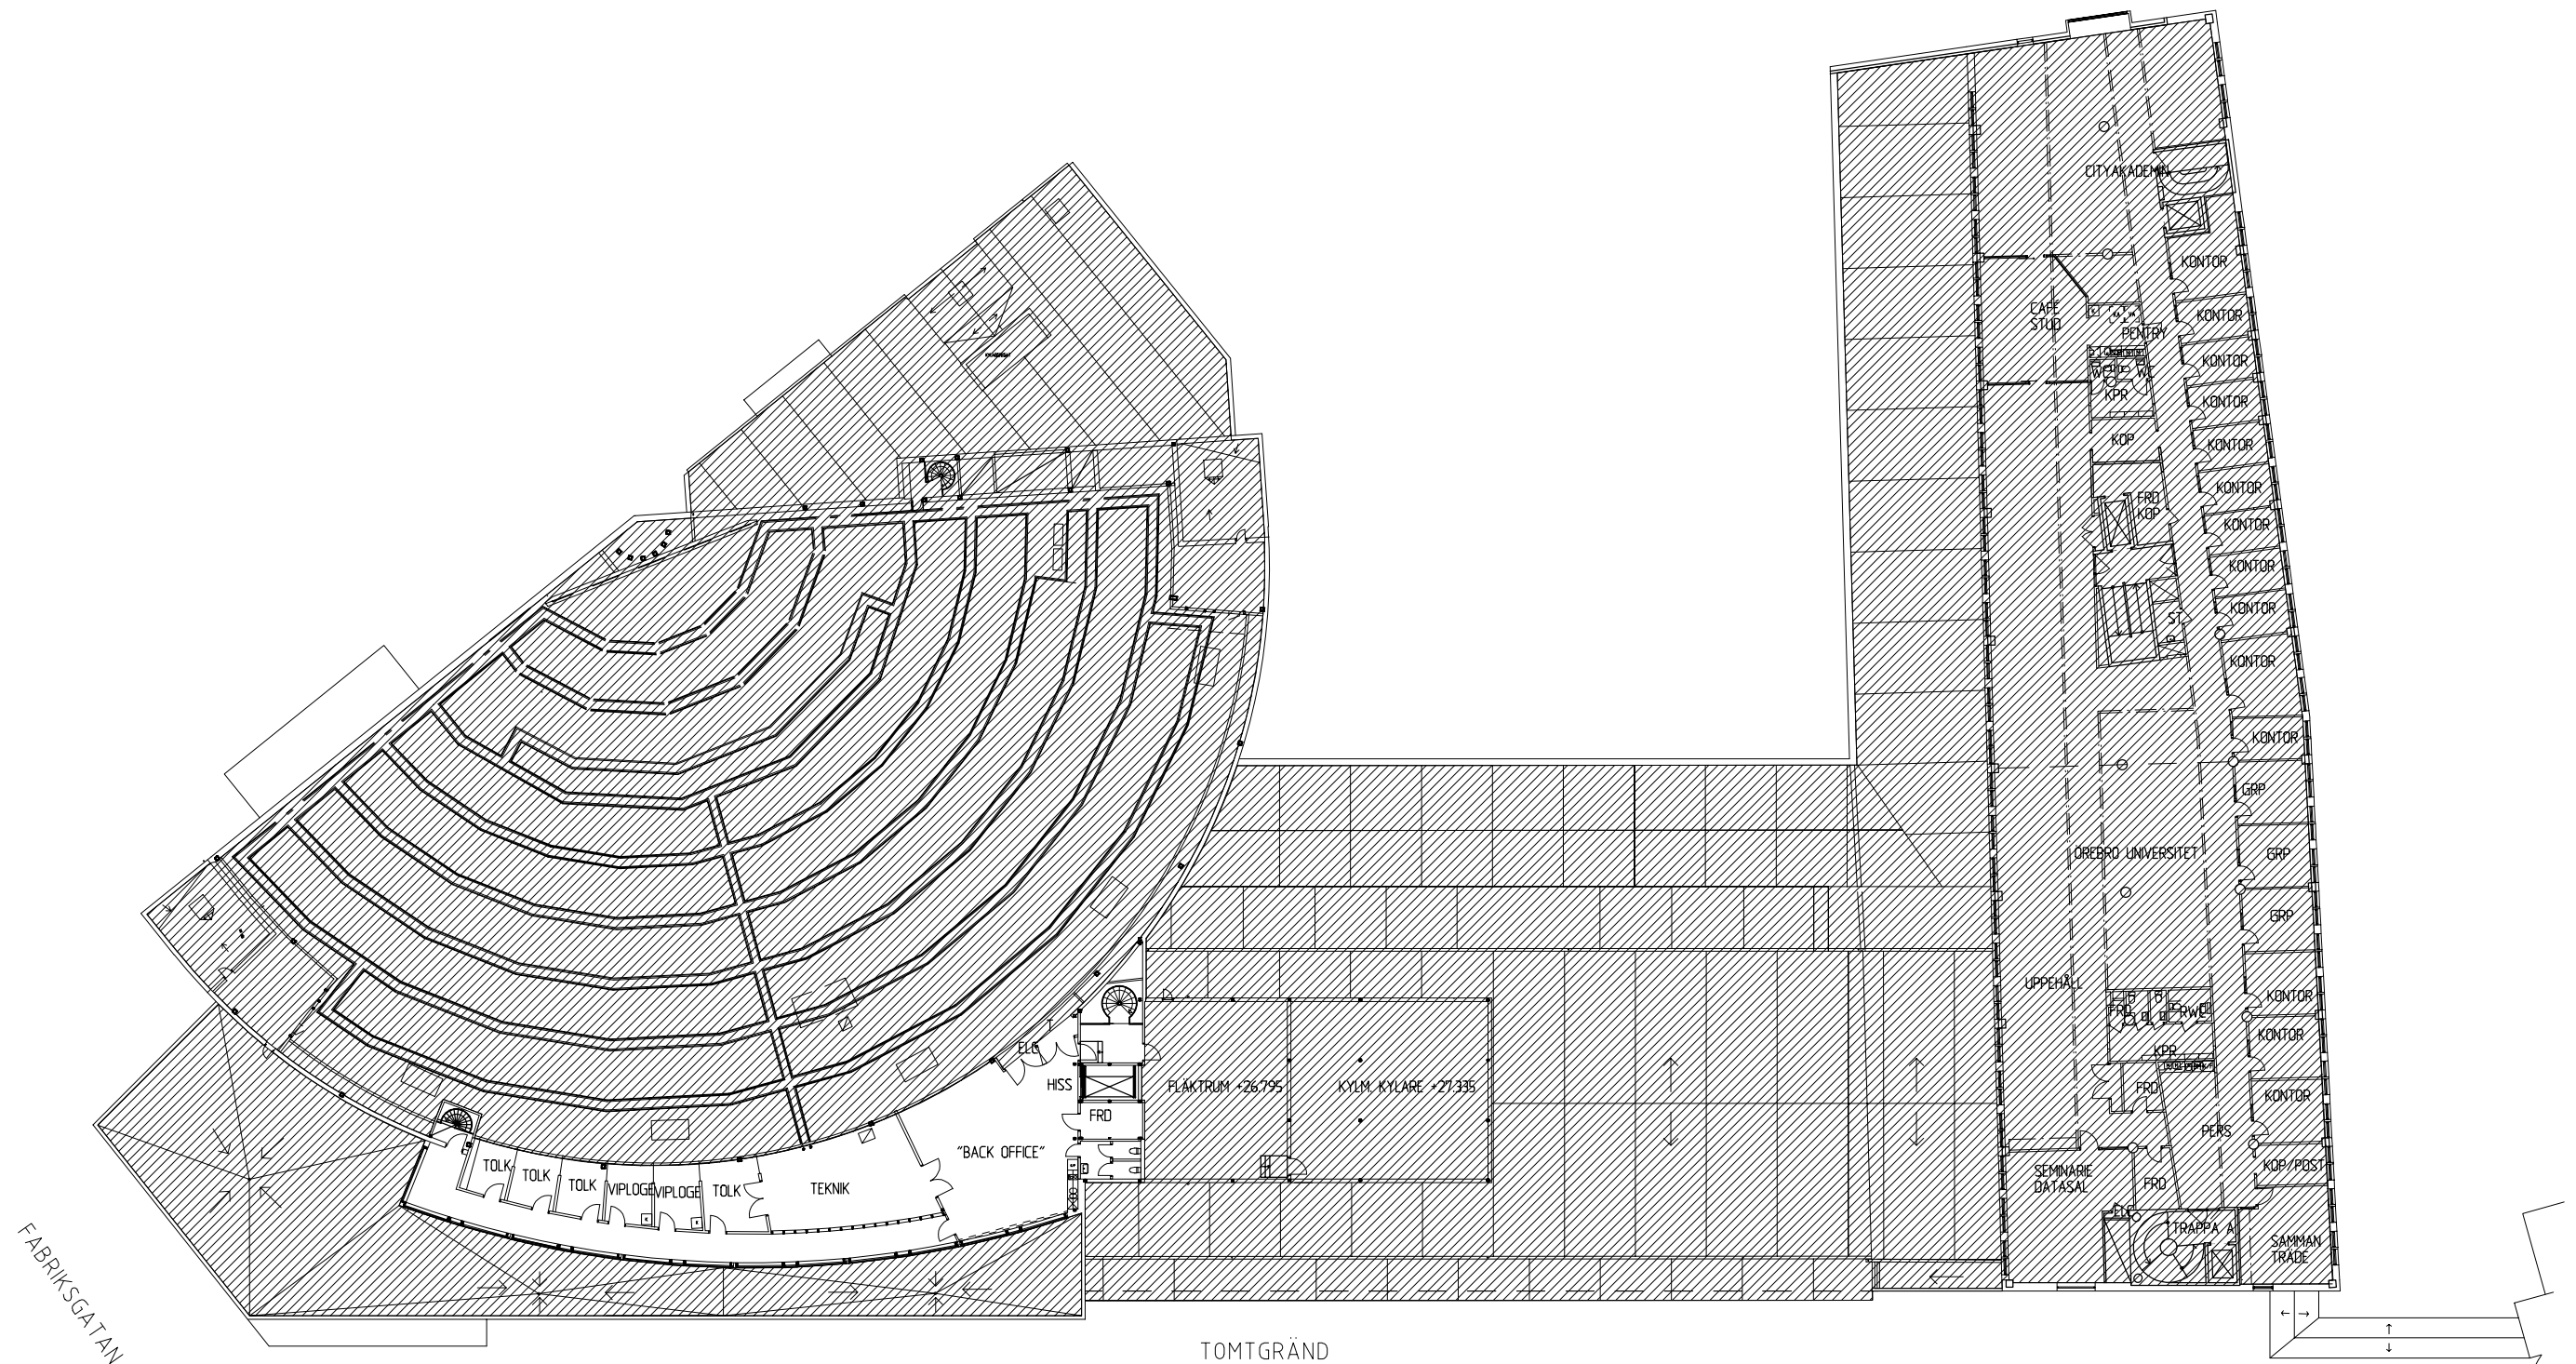 CITYAKADEMIN
KONTOR
CAFE
STUD
KONTOR
PENTRY
KONTOR
WC
WC
KPR
KONTOR
KOP
KONTOR
FRD
KOP
KONTOR
KONTOR
KONTOR
KONTOR
ST
KONTOR
KONTOR
GRP
ÖREBRO UNIVERSITET
GRP
GRP
UPPEHÅLL
KONTOR
FRD
RWC
KONTOR
KPR
FRD
KONTOR
PERS
SEMINARIE
DATASAL
FRD
KOP/POST
EL
TRAPPA A
SAMMAN
TRÄDE
T
ELC
HISS
FRD
FLÄKTRUM +26.795
KYLM. KYLARE +27.335
"BACK OFFICE"
TOLK
TOLK
TOLK
VIPLOGE
VIPLOGE
TOLK
TEKNIK
FABRIKSGATAN
TOMTGRÄND